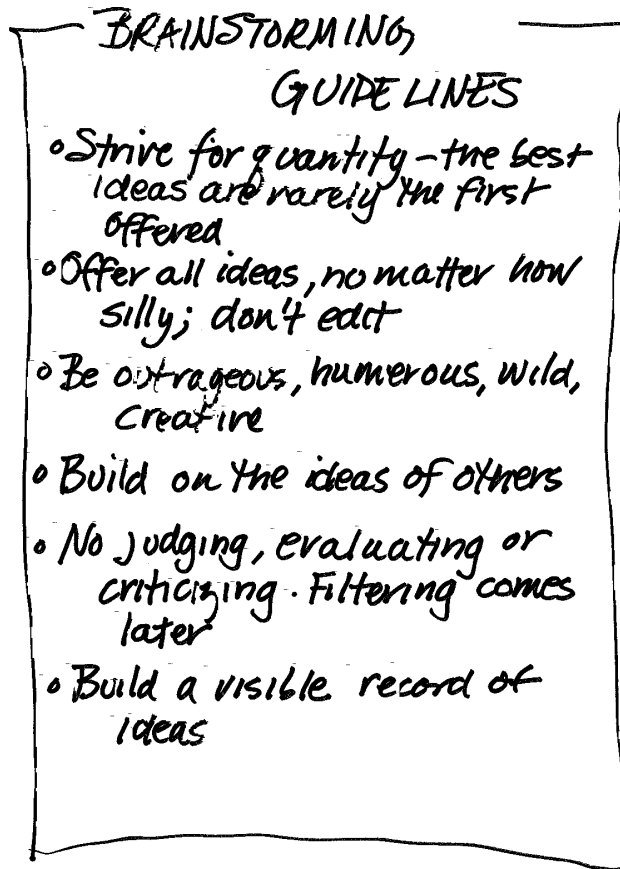 BRAINSTORMING
GUIDELINES
• Strive for quantity – the best
ideas are rarely the first
offered
• Offer all ideas, no matter how
silly; don't edit
• Be outrageous, humerous, wild,
creative
• Build on the ideas of others
• No judging, evaluating or
criticizing. Filtering comes
later
• Build a visible record of
ideas